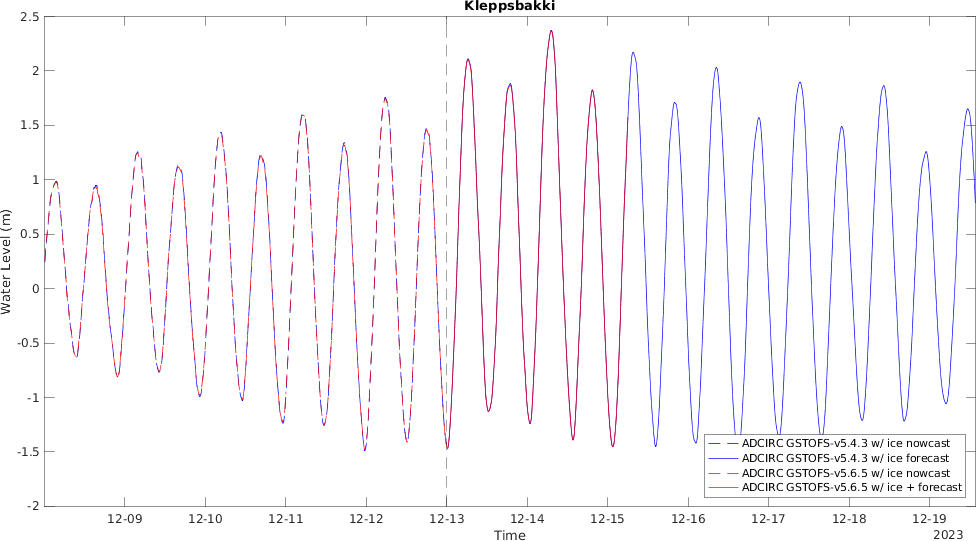 Kleppsbakki
2.5
2
1.5
1
0.5
0
-0.5
-1
-1.5
-2
Water Level (m)
12-09 12-10 12-11 12-12 12-13 12-14 12-15 12-16 12-17 12-18 12-19
Time
2023
ADCIRC GSTOFS-v5.4.3 w/ ice nowcast
ADCIRC GSTOFS-v5.4.3 w/ ice forecast
ADCIRC GSTOFS-v5.6.5 w/ ice nowcast
ADCIRC GSTOFS-v5.6.5 w/ ice + forecast